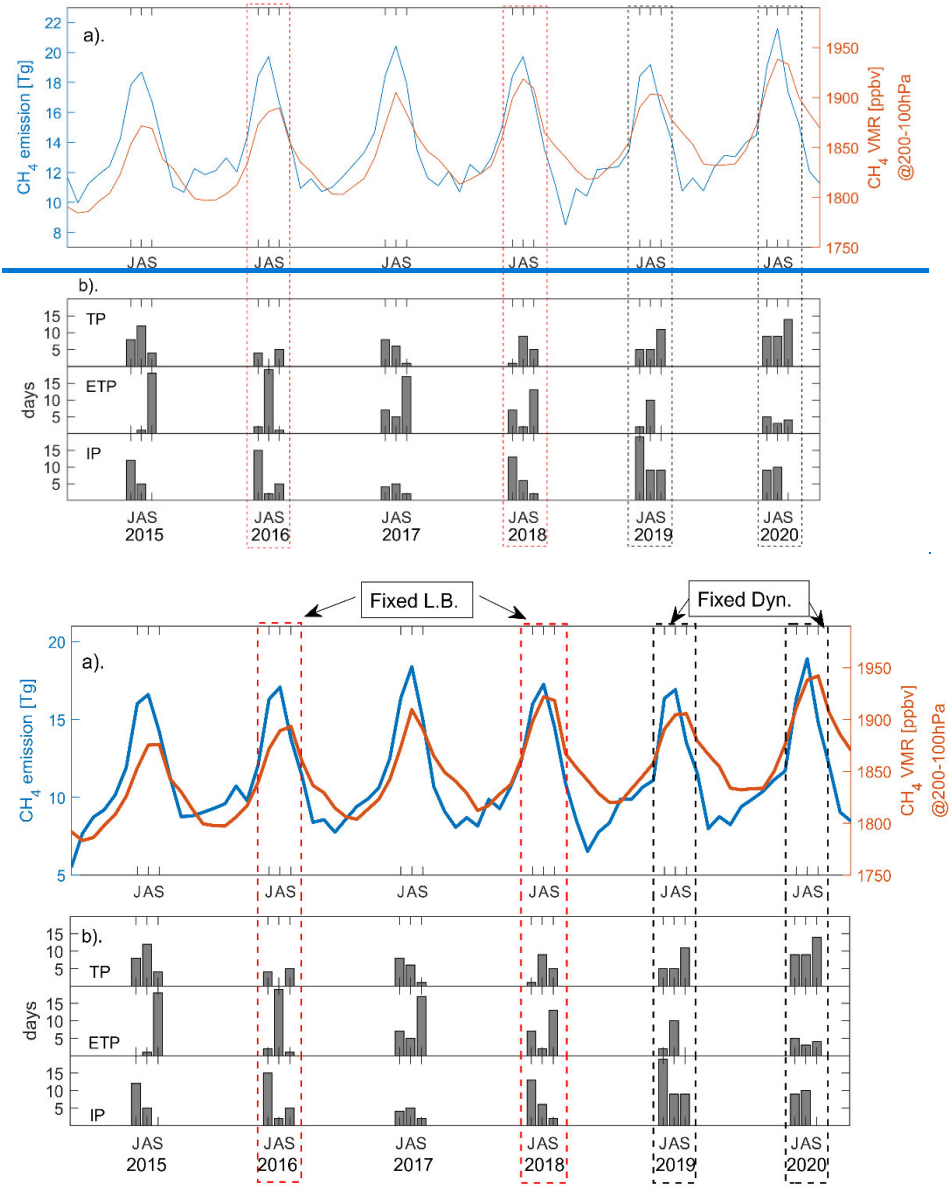 a).
22
20
18
16
14
12
10
8
CH4 emission [Tg]
1950
1900
1850
1800
1750
CH4 VMR [ppbv]
@200-100hPa
JAS JAS JAS JAS JAS JAS
b).
days
TP
15
10
5
ETP
15
10
5
IP
15
10
5
JAS JAS JAS JAS JAS JAS
2015 2016 2017 2018 2019 2020
Fixed L.B. Fixed Dyn.
a).
20
15
10
5
CH4 emission [Tg]
1950
1900
1850
1800
1750
CH4 VMR [ppbv]
@200-100hPa
JAS JAS JAS JAS JAS JAS
b).
days
TP
15
10
5
ETP
15
10
5
IP
15
10
5
JAS JAS JAS JAS JAS JAS
2015 2016 2017 2018 2019 2020